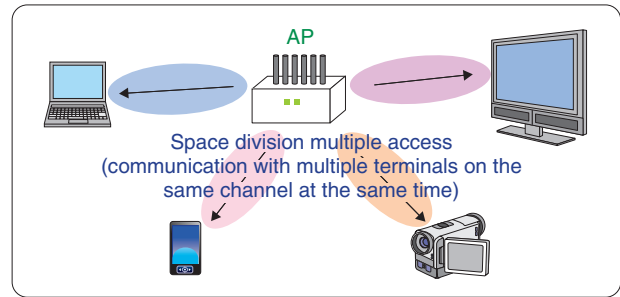 AP
Space division multiple access
(communication with multiple terminals on the
same channel at the same time)